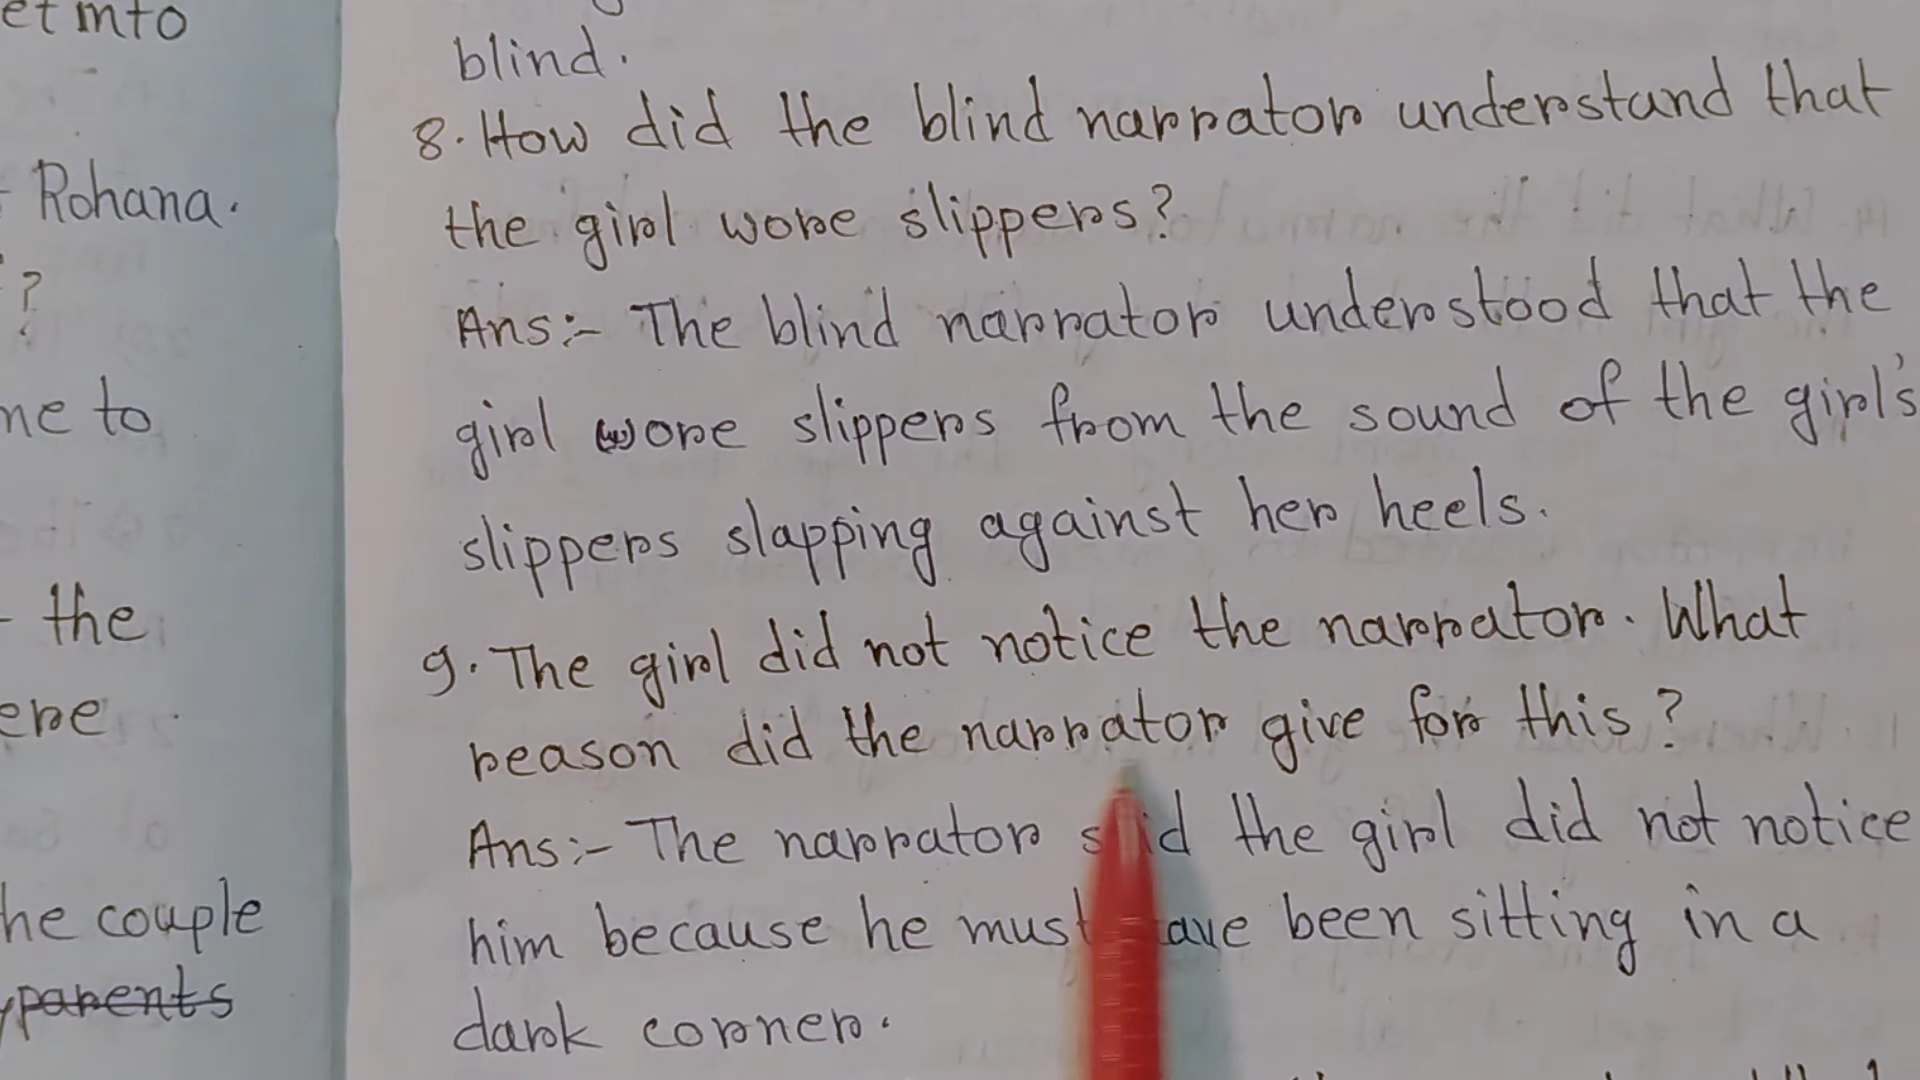 et into
Rohana.
?
me to
the
ere
he couple
parents
blind.
8. How did the blind narrator understand that
the girl wore slippers?
Ans:- The blind narrator understood that the
girl wore slippers from the sound of the girl's
slippers slapping against her heels.
9. The girl did not notice the narrator. What
reason did the narrator give for this?
Ans:- The narrator said the girl did not notice
him because he must have been sitting in a
dark corner.